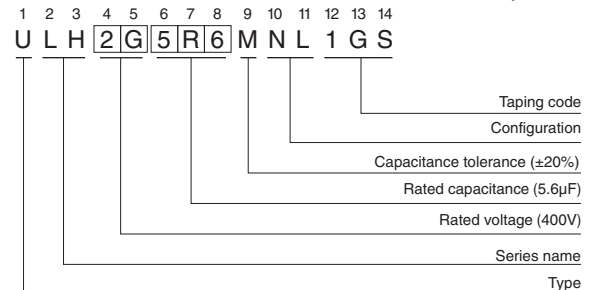 1 2 3 4 5 6 7 8 9 10 11 12 13 14
U L H 2 G 5 R 6 M N L 1 G S
Taping code
Configuration
Capacitance tolerance (±20%)
Rated capacitance (5.6µF)
Rated voltage (400V)
Series name
Type